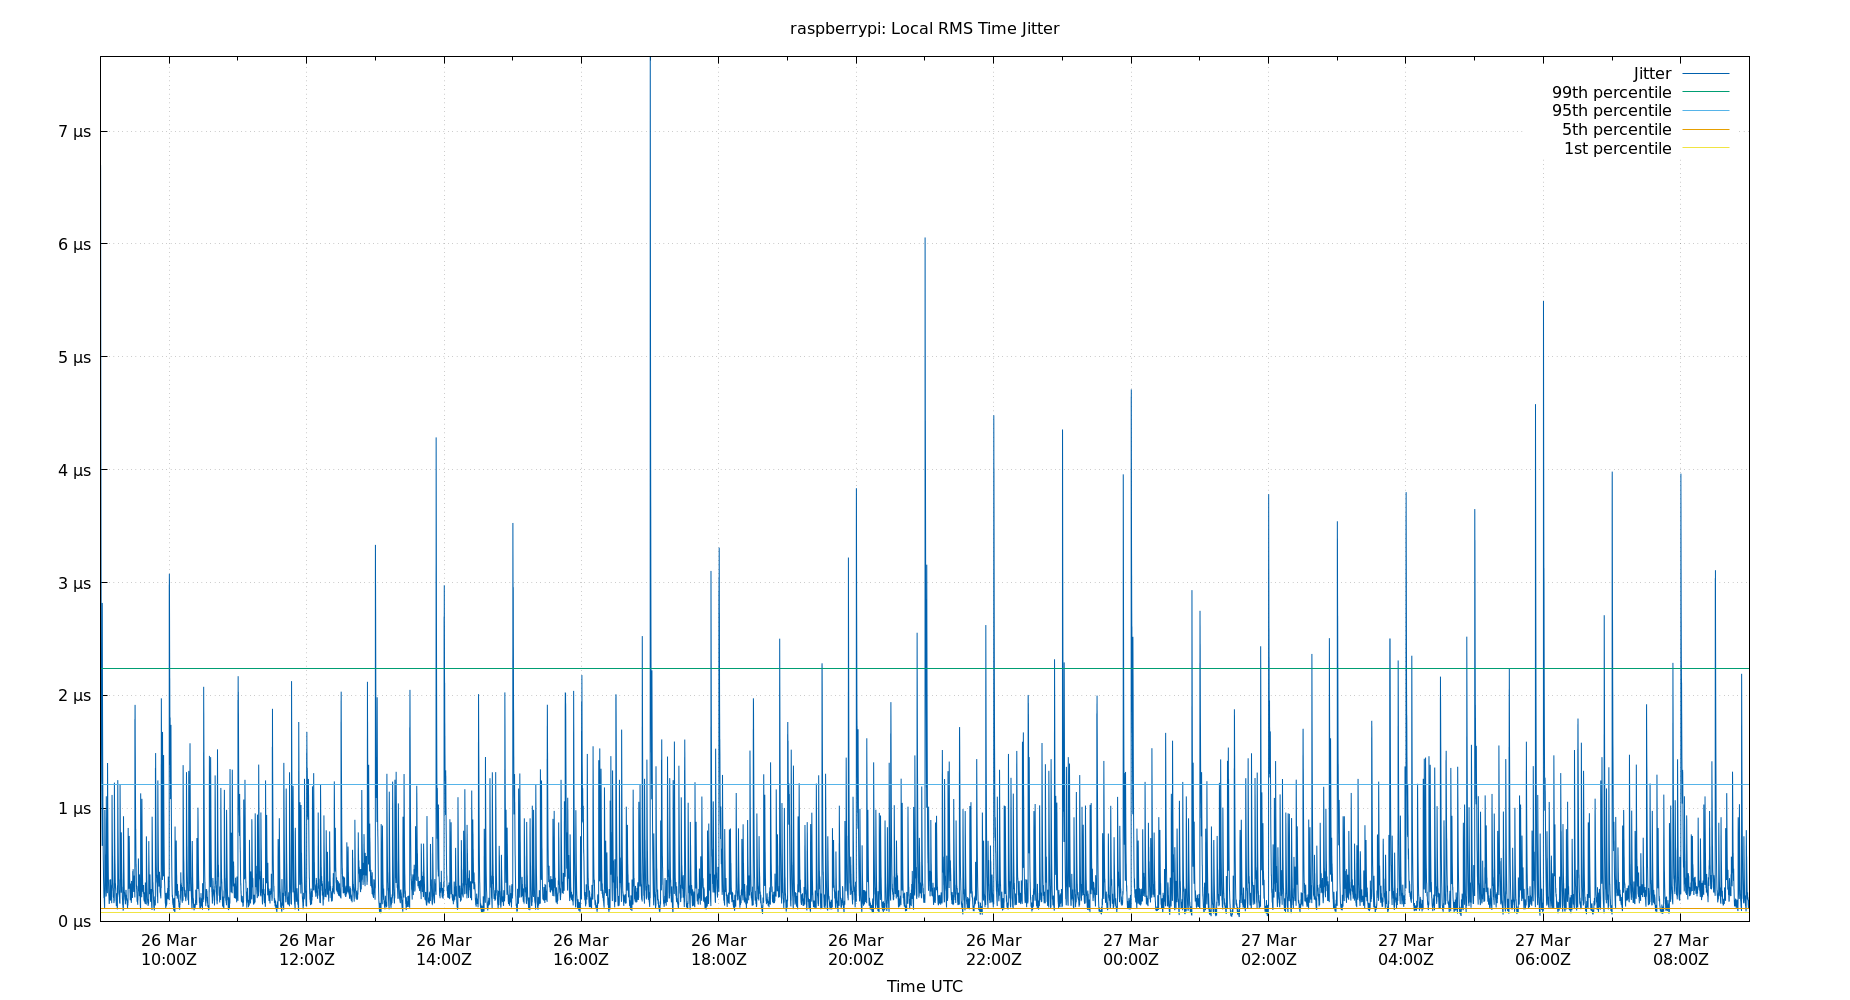 raspberrypi: Local RMS Time Jitter
Jitter
99th percentile
95th percentile
5th percentile
1st percentile
7 µs
6 µs
5 µs
4 µs
3 µs
2 µs
1 µs
0 µs
26 Mar 26 Mar 26 Mar 26 Mar 26 Mar 26 Mar 26 Mar 27 Mar 27 Mar 27 Mar 27 Mar 27 Mar
10:00Z 12:00Z 14:00Z 16:00Z 18:00Z 20:00Z 22:00Z 00:00Z 02:00Z 04:00Z 06:00Z 08:00Z
Time UTC